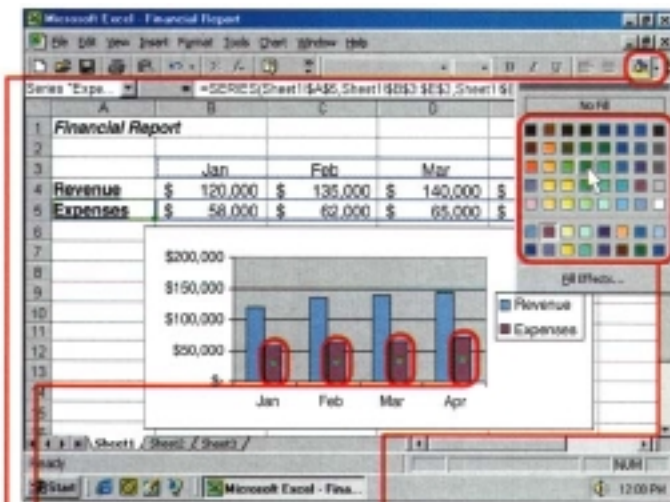 Microsoft Excel - Financial Report
File Edit View Insert Format Tools Chart Window Help
Series "Expe... =SERIES(Sheet1!$A$5,Sheet1!$B$3:$E$3,Sheet1!$
No Fill
A B C D
1 Financial Report
2
3 Jan Feb Mar
4 Revenue $ 120,000 $ 135,000 $ 140,000 $
5 Expenses $ 58,000 $ 62,000 $ 65,000 $
6
7
8
9
10
11
12
13
Fill Effects...
$200,000
$150,000
$100,000
$50,000
$-
Jan Feb Mar Apr
Revenue
Expenses
Sheet1 Sheet2 Sheet3
Ready NUM
Start Microsoft Excel - Fina... 12:00 PM